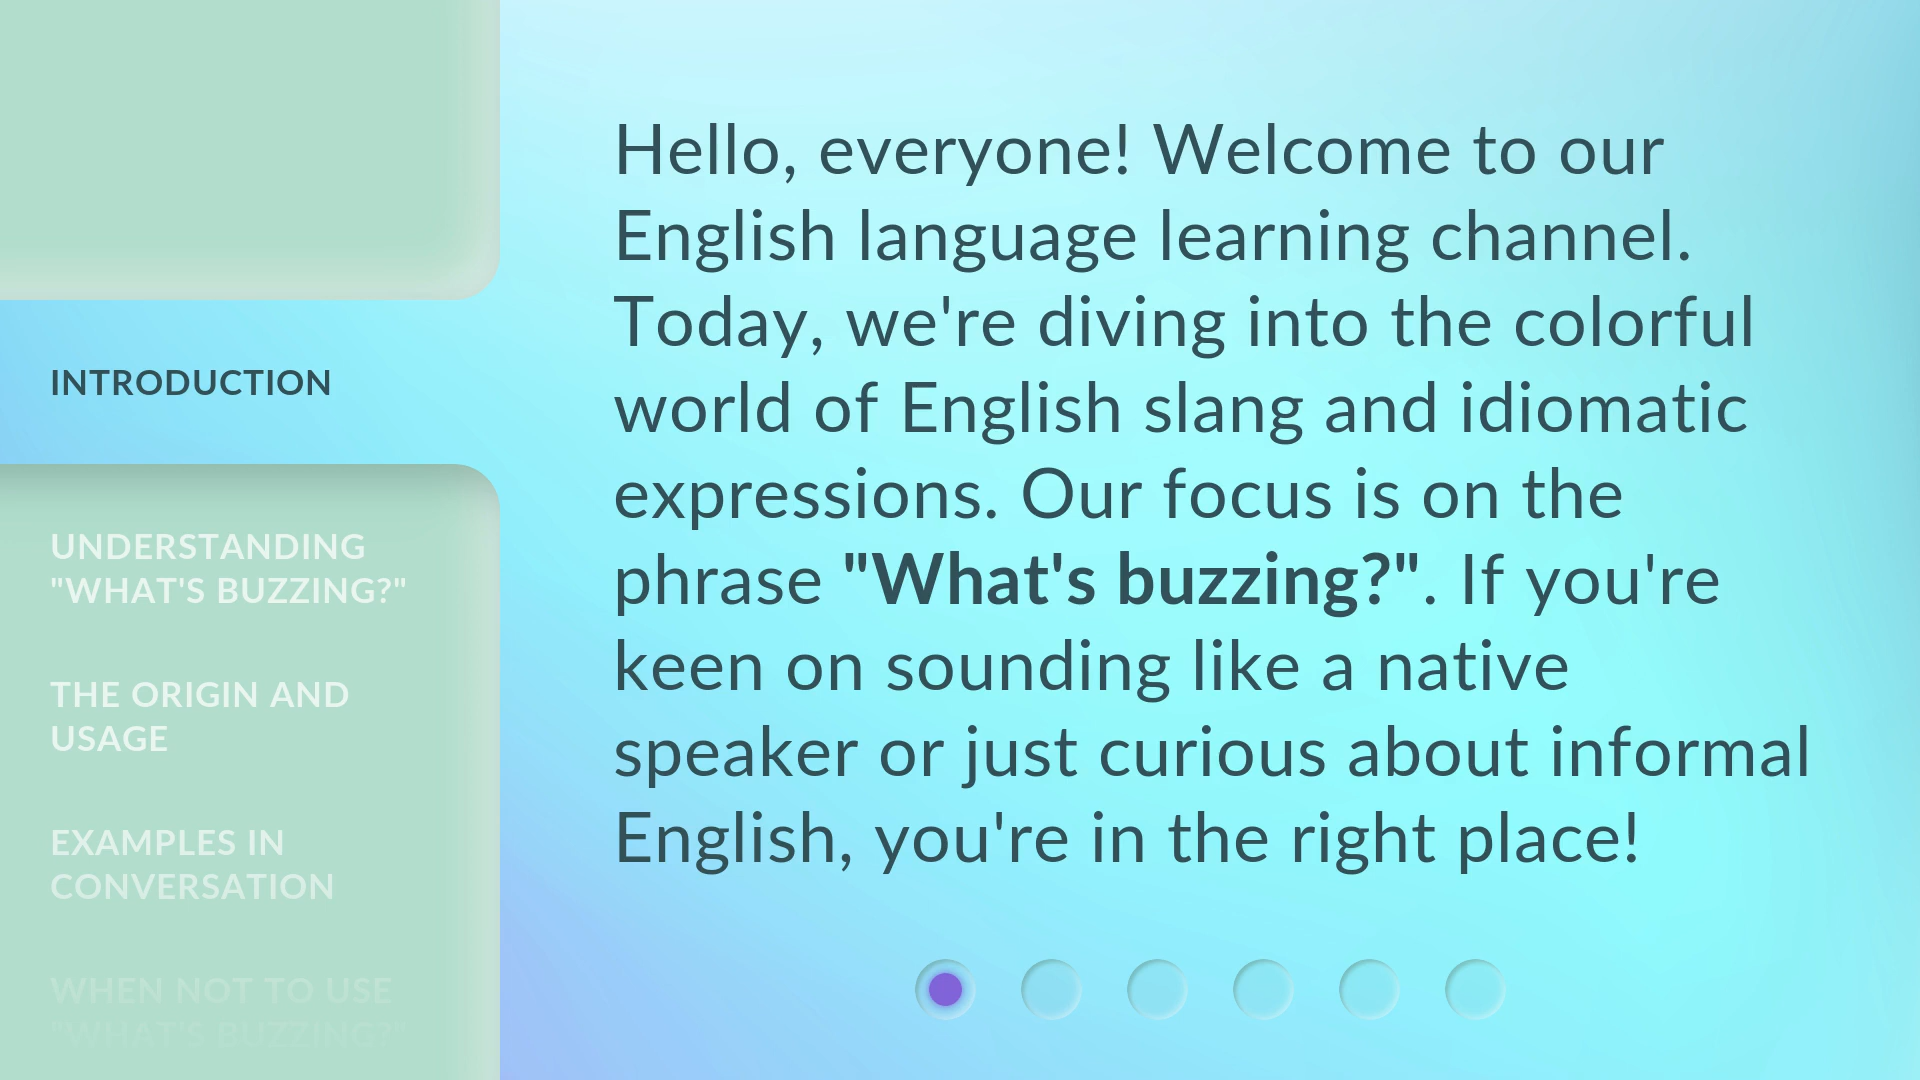 INTRODUCTION
UNDERSTANDING
"WHAT'S BUZZING?"
THE ORIGIN AND
USAGE
EXAMPLES IN
CONVERSATION
WHEN NOT TO USE
"WHAT'S BUZZING?"
Hello, everyone! Welcome to our
English language learning channel.
Today, we're diving into the colorful
world of English slang and idiomatic
expressions. Our focus is on the
phrase "What's buzzing?". If you're
keen on sounding like a native
speaker or just curious about informal
English, you're in the right place!